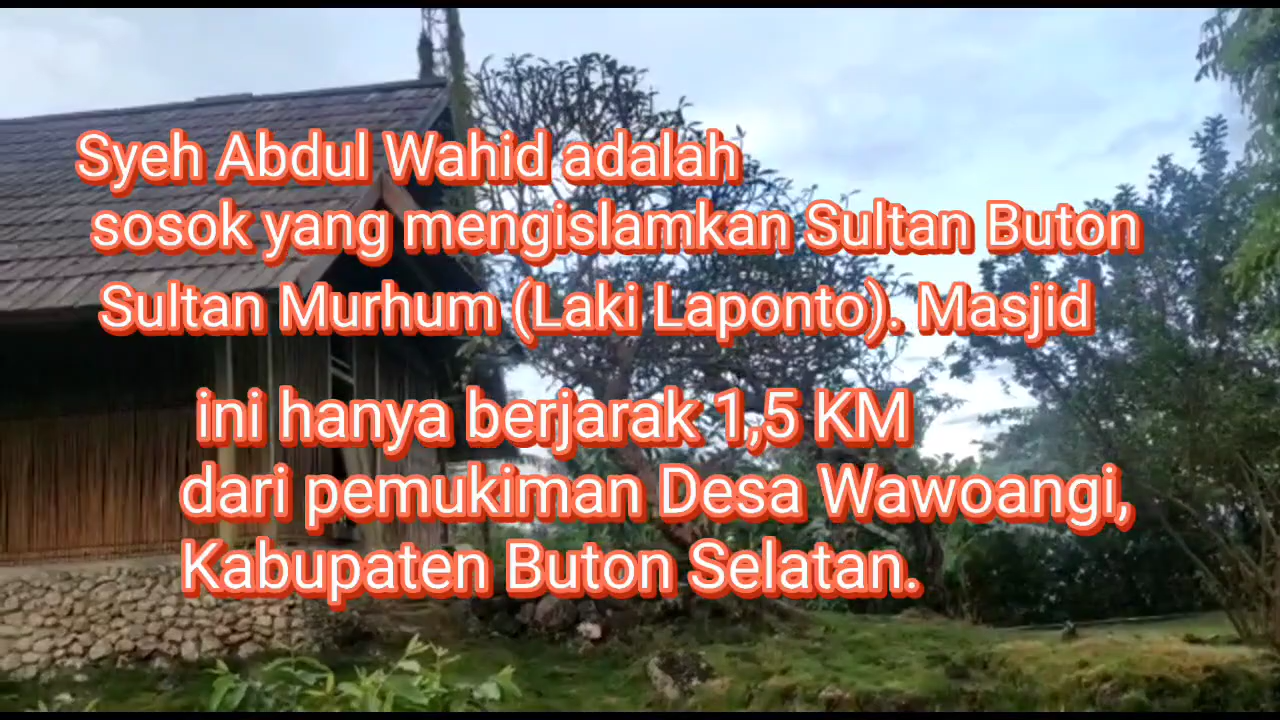 Syeh Abdul Wahid adalah
sosok yang mengislamkan Sultan Buton
Sultan Murhum (Laki Laponto). Masjid
ini hanya berjarak 1,5 KM
dari pemukiman Desa Wawoangi,
Kabupaten Buton Selatan.